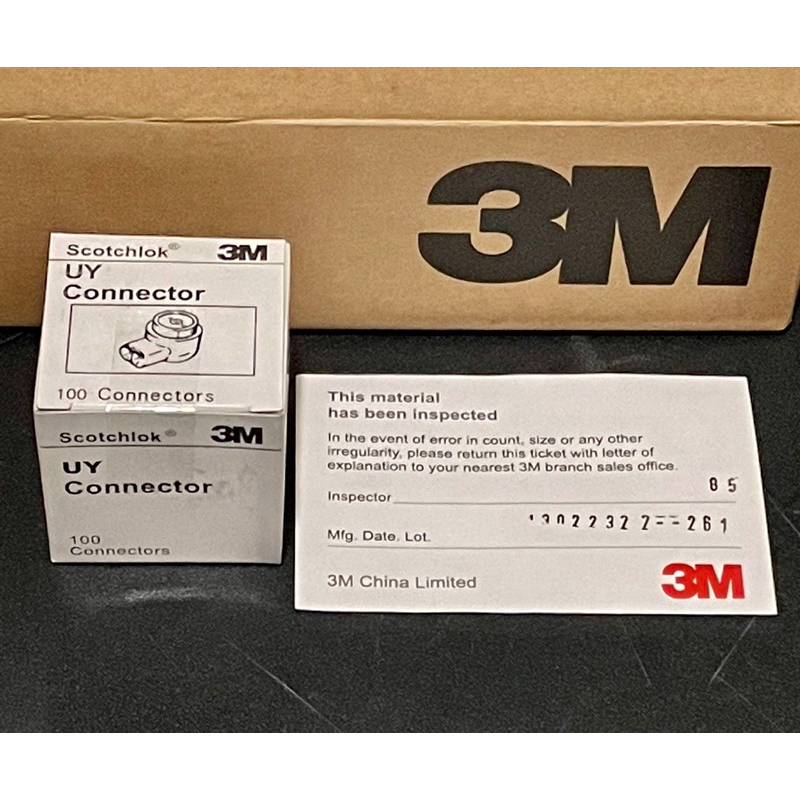 3M
Scotchlok® 3M
UY
Connector
100 Connectors
Scotchlok® 3M
UY
Connector
100
Connectors
This material
has been inspected
In the event of error in count, size or any other
irregularity, please return this ticket with letter of
explanation to your nearest 3M branch sales office.
Inspector 85
Mfg. Date. Lot.
3M China Limited 3M